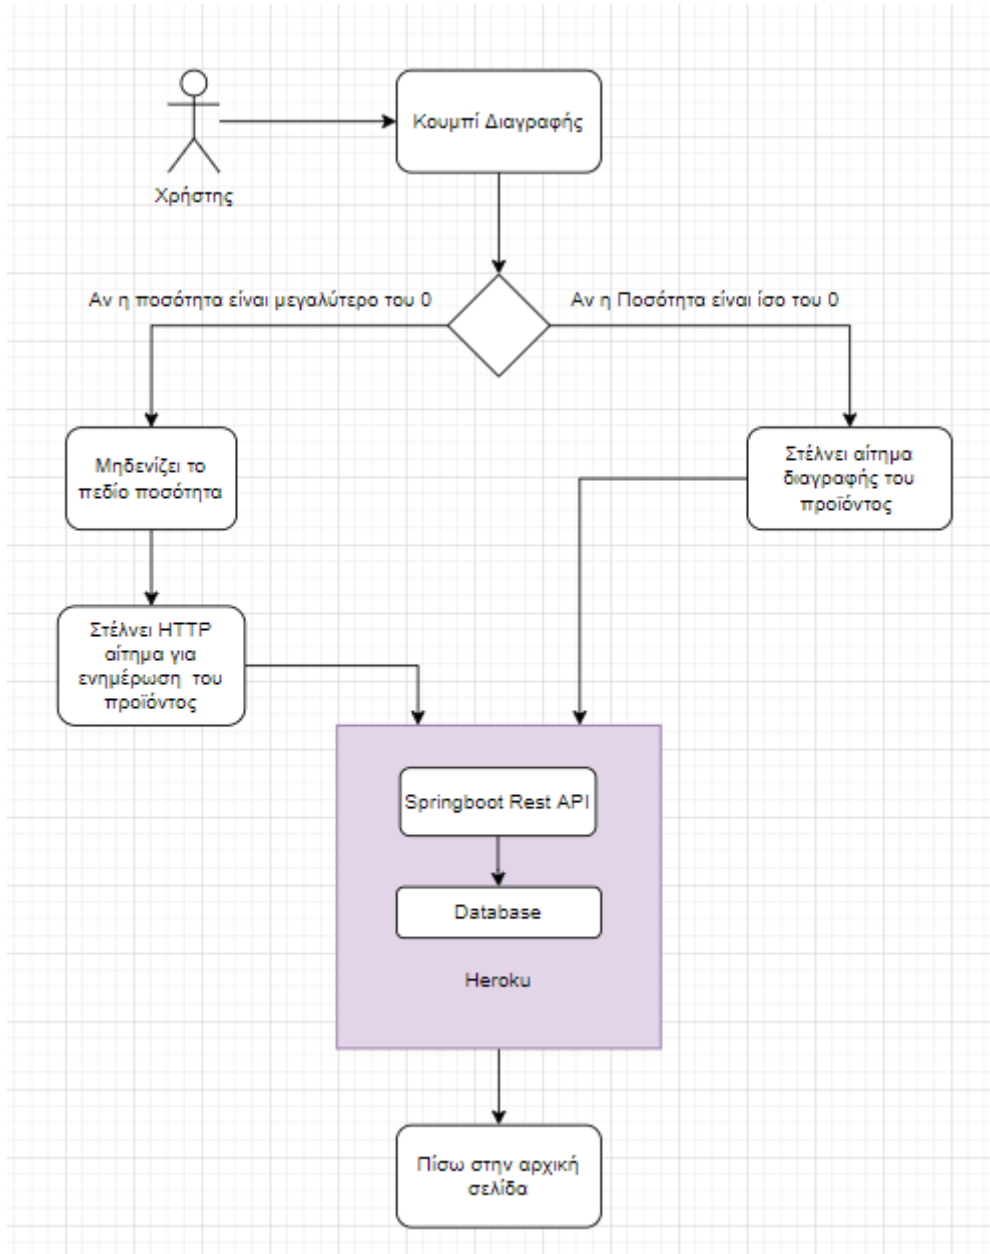 Κουμπί Διαγραφής
Χρήστης
Αν η ποσότητα είναι μεγαλύτερο του 0
Αν η Ποσότητα είναι ίσο του 0
Μηδενίζει το
πεδίο ποσότητα
Στέλνει αίτημα
διαγραφής του
προϊόντος
Στέλνει HTTP
αίτημα για
ενημέρωση του
προϊόντος
Springboot Rest API
Database
Heroku
Πίσω στην αρχική
σελίδα